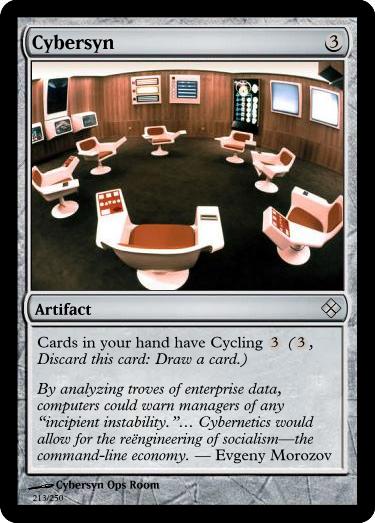 Cybersyn 3
Artifact
Cards in your hand have Cycling 3 (3,
Discard this card: Draw a card.)
By analyzing troves of enterprise data,
computers could warn managers of any
“incipient instability.”… Cybernetics would
allow for the reëngineering of socialism—the
command-line economy. — Evgeny Morozov
Cybersyn Ops Room
213/250